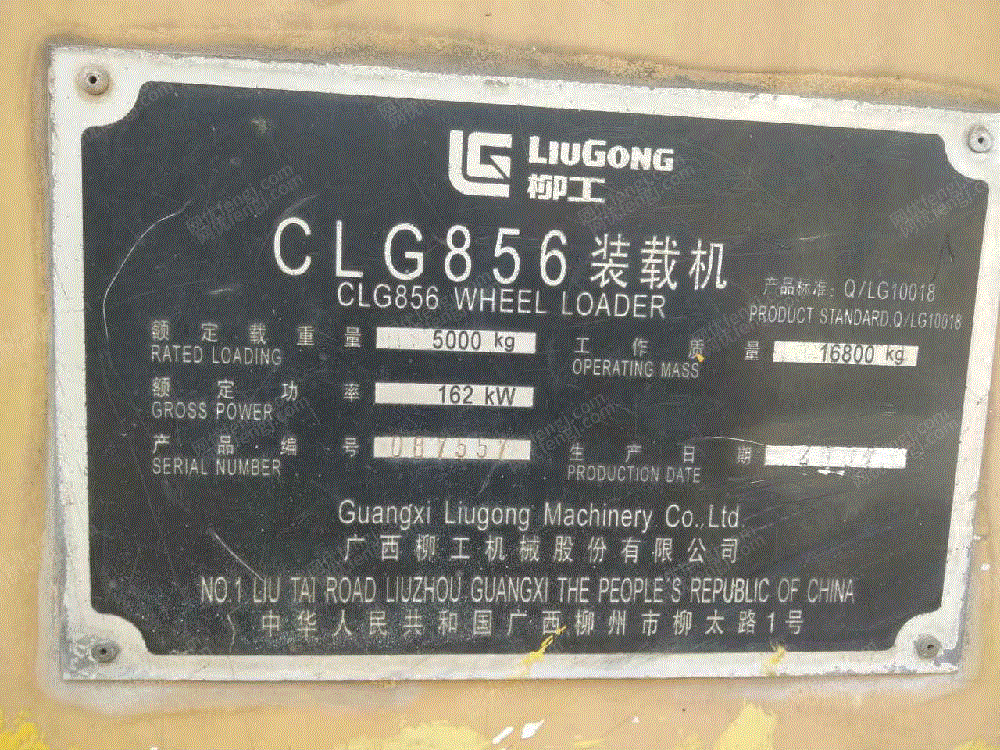 LG LIUGONG
柳工
CLG856 装载机
CLG856 WHEEL LOADER
产品标准：Q/LG10018
PRODUCT STANDARD.Q/LG10018
额定载重量 5000 kg
RATED LOADING
工作质量 16800 kg
OPERATING MASS
额定功率 162 kW
GROSS POWER
产品编号
SERIAL NUMBER
生产日期
PRODUCTION DATE
Guangxi Liugong Machinery Co.,Ltd.
广西柳工机械股份有限公司
NO.1 LIU TAI ROAD LIUZHOU GUANGXI THE PEOPLE'S REPUBLIC OF CHINA
中华人民共和国广西柳州市柳太路1号